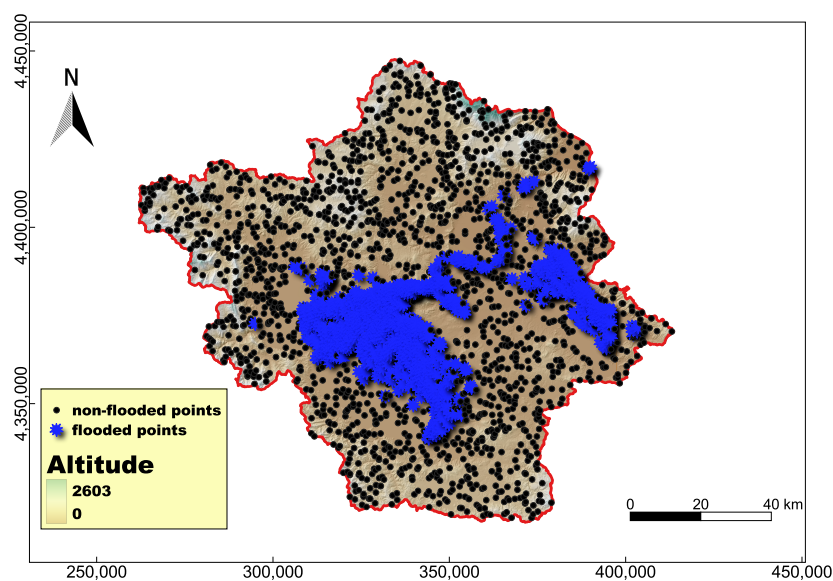 4,450,000
4,400,000
4,350,000
N
non-flooded points
flooded points
Altitude
2603
0
0 20 40 km
250,000 300,000 350,000 400,000 450,000